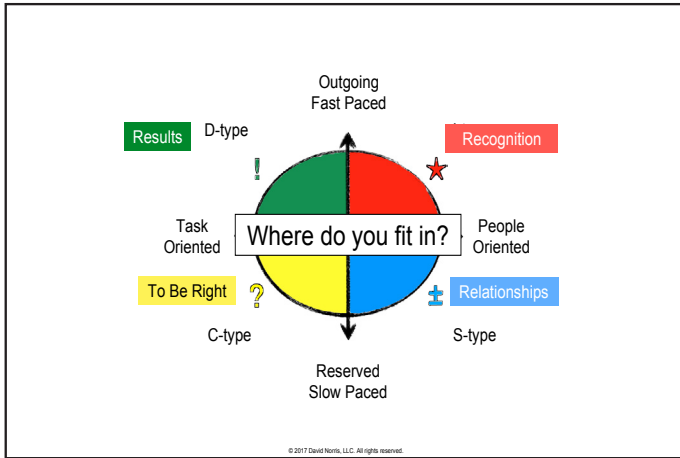 Outgoing
Fast Paced
Results
D-type
Recognition
!
Task
Oriented
Where do you fit in?
People
Oriented
To Be Right
?
±
Relationships
C-type
S-type
Reserved
Slow Paced
© 2017 David Norris, LLC. All rights reserved.